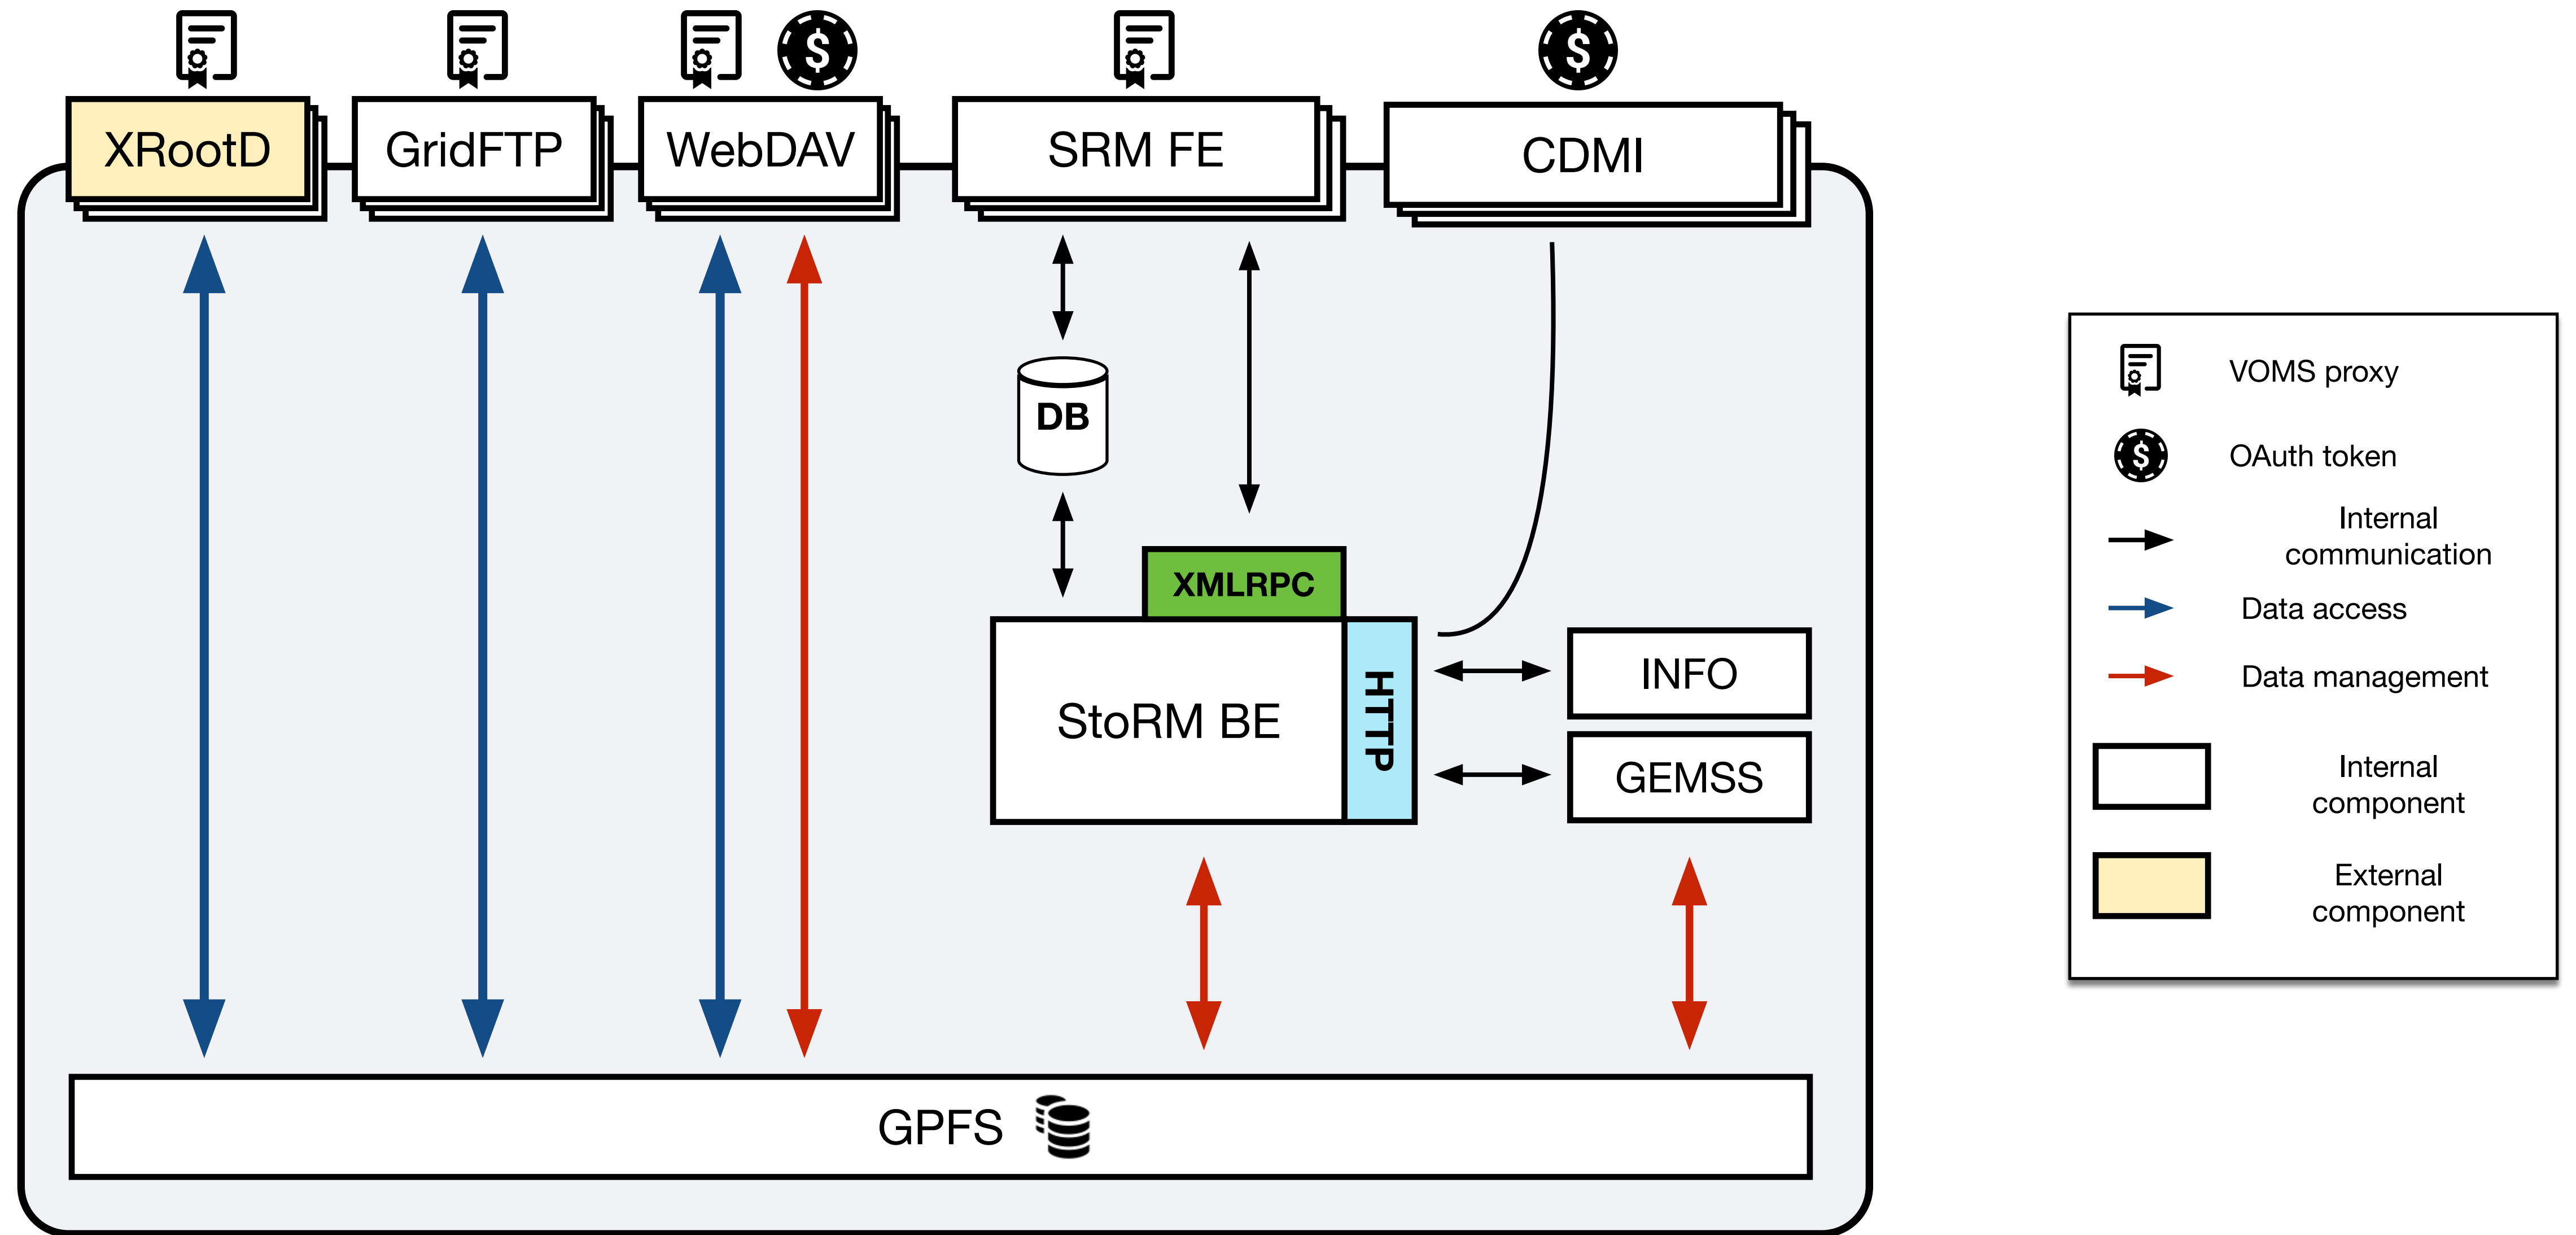 XRootD
GridFTP
WebDAV
SRM FE
CDMI
DB
XMLRPC
StoRM BE
HTTP
INFO
GEMSS
GPFS
VOMS proxy
OAuth token
Internal
communication
Data access
Data management
Internal
component
External
component